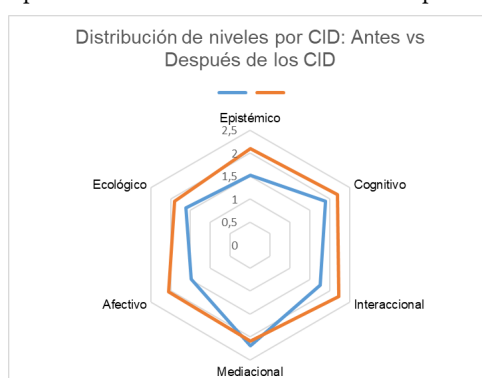 Distribución de niveles por CID: Antes vs
Después de los CID
Epistémico
2,5
2
1,5
1
0,5
0
Cognitivo
Interaccional
Mediacional
Afectivo
Ecológico